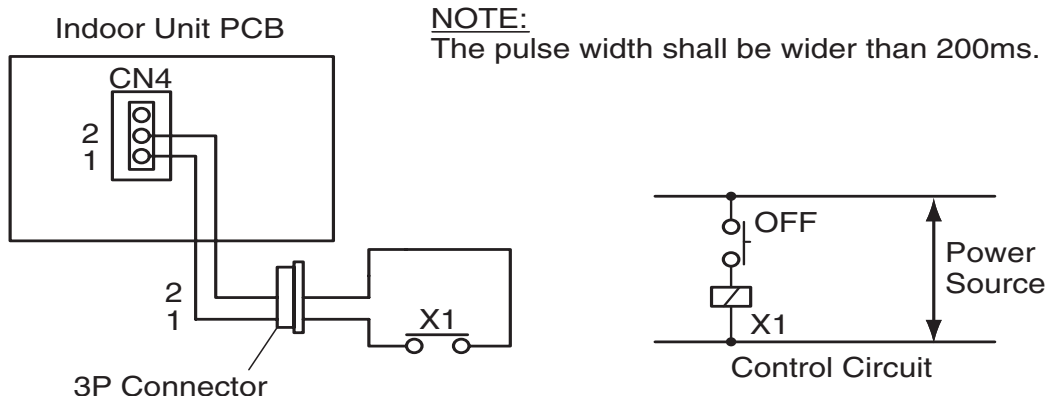 Indoor Unit PCB
NOTE:
The pulse width shall be wider than 200ms.
CN4
2
1
2
1
X1
3P Connector
OFF
X1
Power
Source
Control Circuit